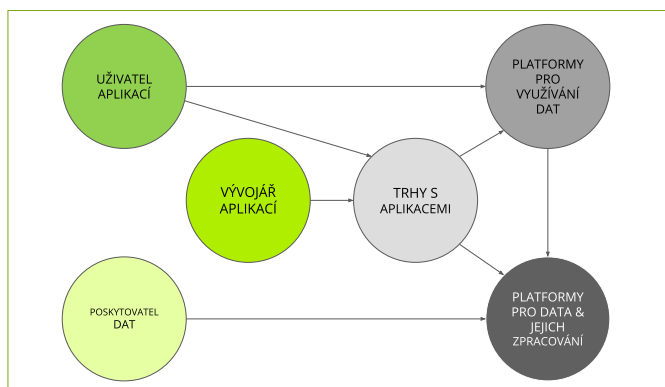 UŽIVATEL
APLIKACÍ
PLATFORMY
PRO
VYUŽÍVÁNÍ
DAT
VÝVOJÁŘ
APLIKACÍ
TRHY S
APLIKACEMI
POSKYTOVATEL
DAT
PLATFORMY
PRO DATA &
JEJICH
ZPRACOVÁNÍ